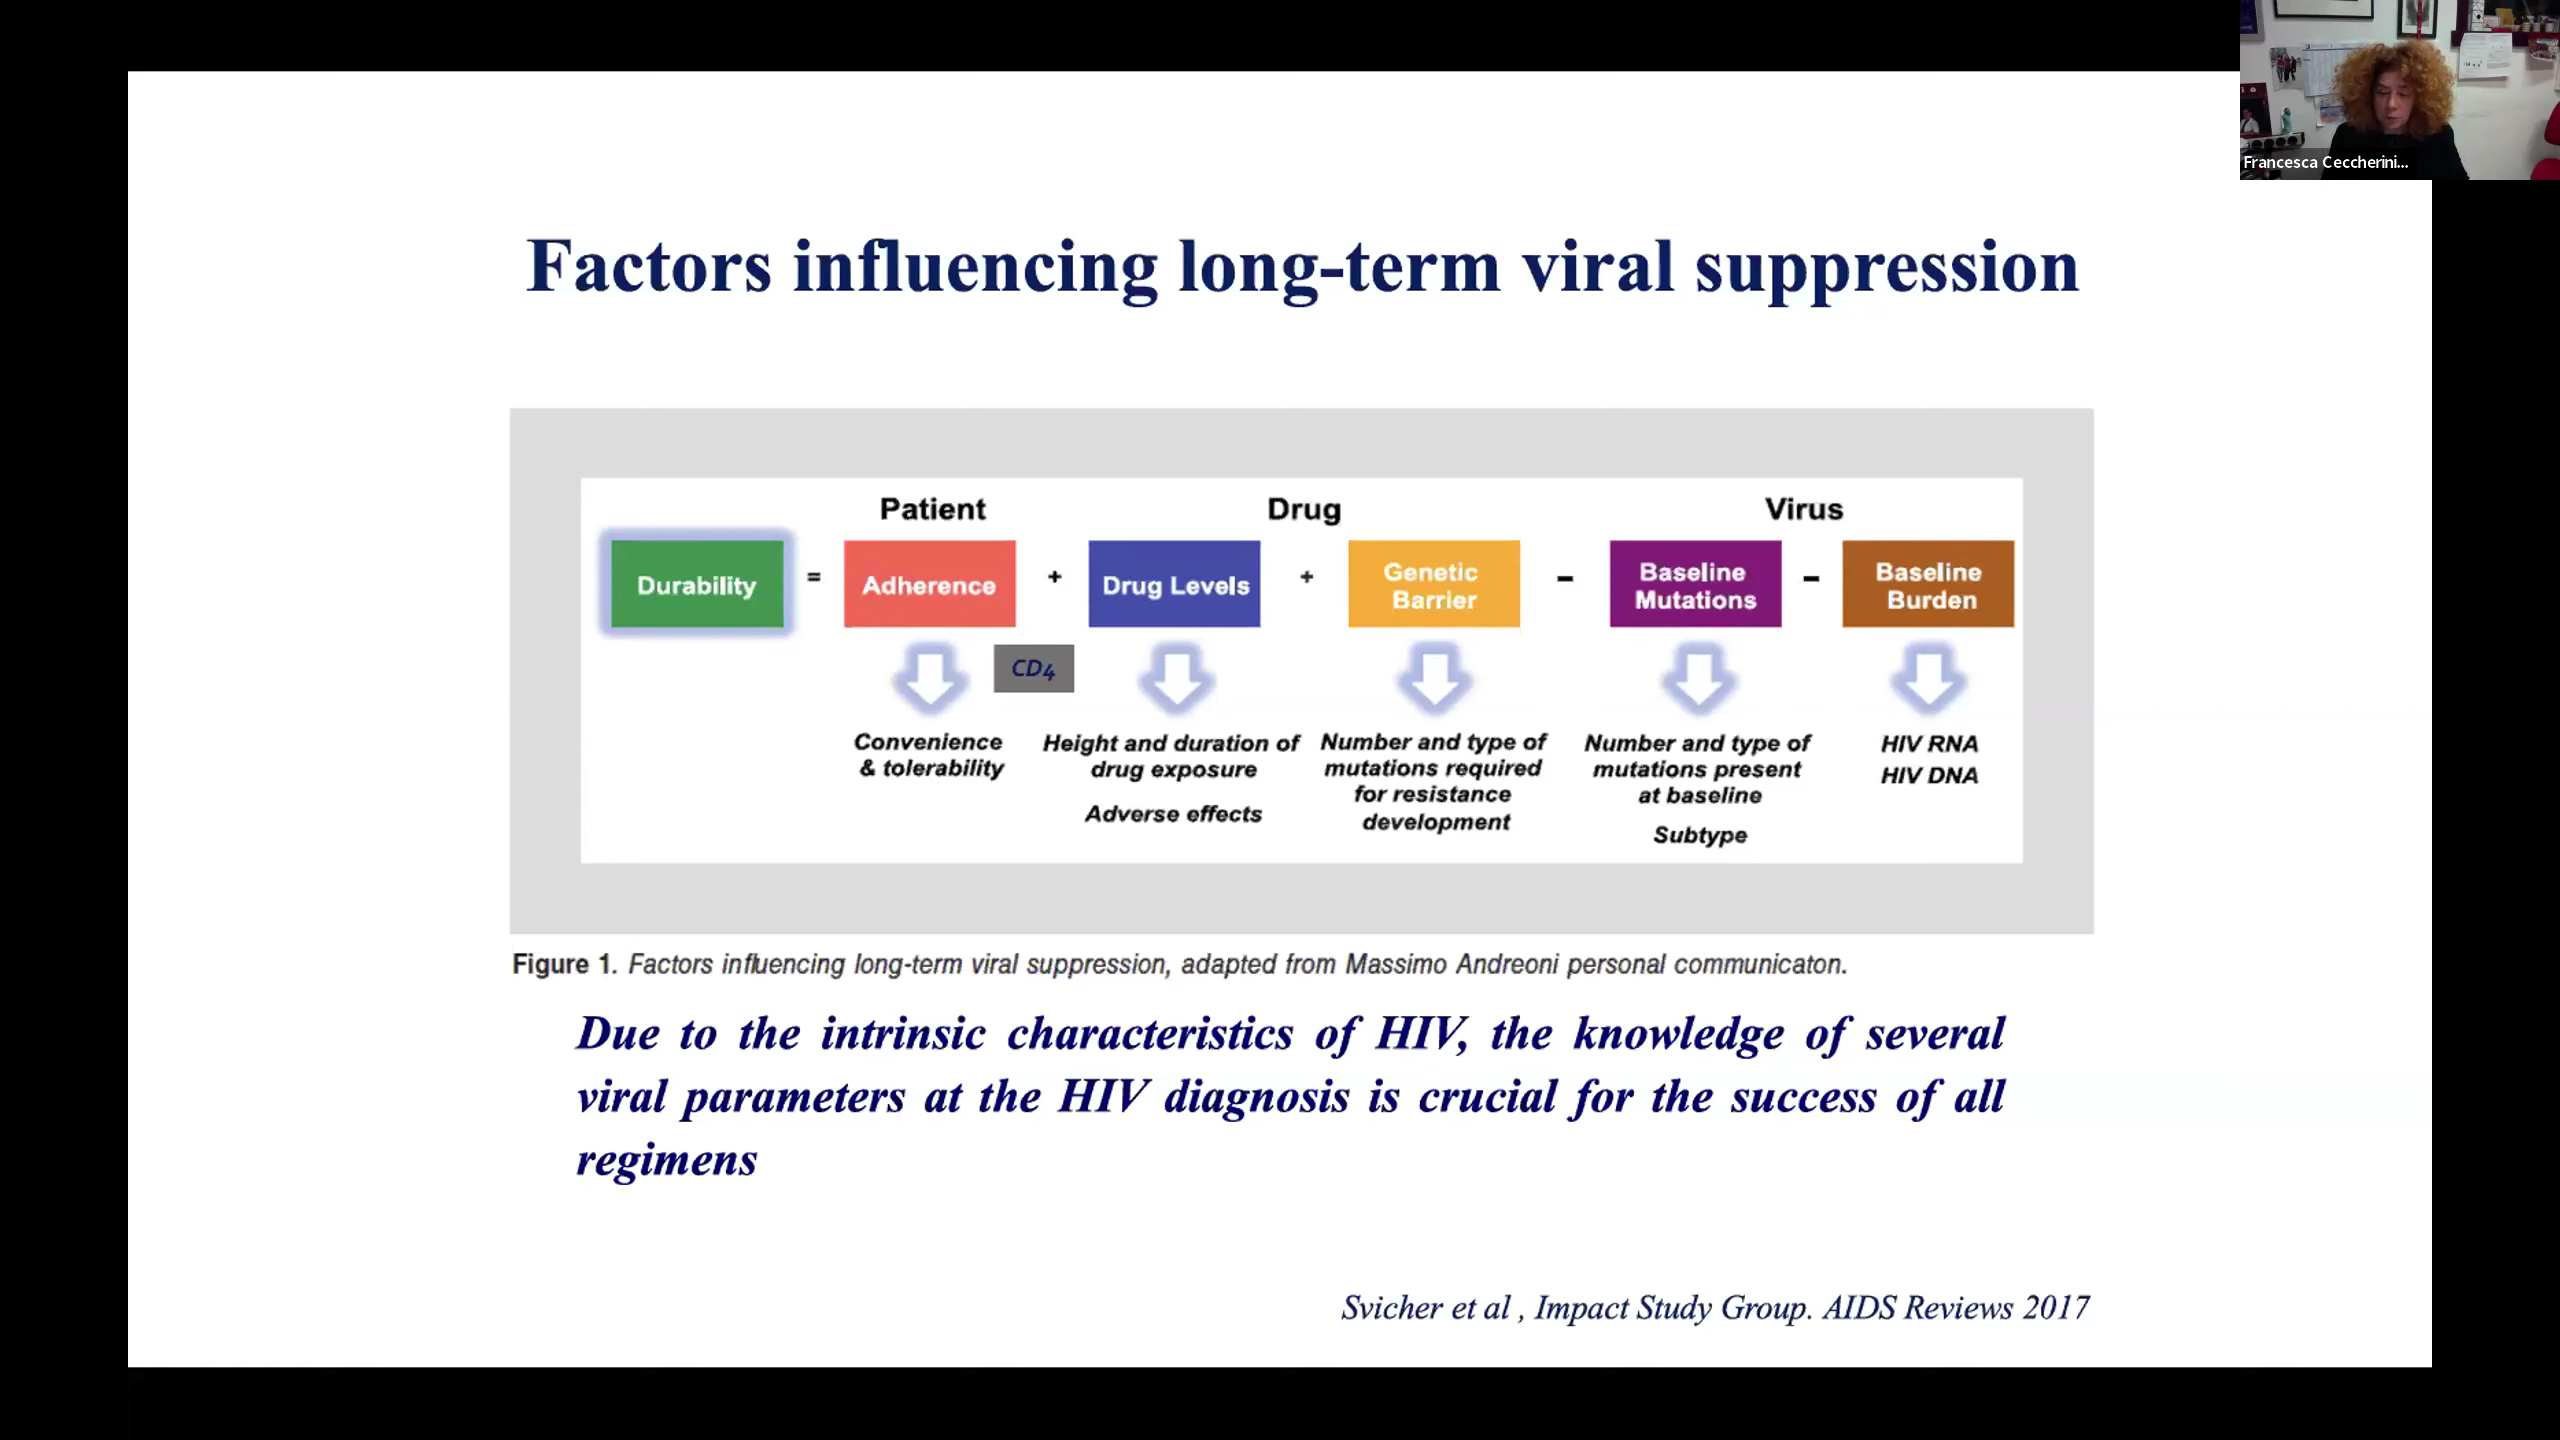 Francesca Ceccherini...
Factors influencing long-term viral suppression
Patient Drug Virus
Durability = Adherence + Drug Levels + Genetic Barrier - Baseline Mutations - Baseline Burden
CD4
Convenience
& tolerability
Height and duration of
drug exposure
Adverse effects
Number and type of
mutations required
for resistance
development
Number and type of
mutations present
at baseline
Subtype
HIV RNA
HIV DNA
Figure 1. Factors influencing long-term viral suppression, adapted from Massimo Andreoni personal communicaton.
Due to the intrinsic characteristics of HIV, the knowledge of several
viral parameters at the HIV diagnosis is crucial for the success of all
regimens
Svicher et al , Impact Study Group. AIDS Reviews 2017